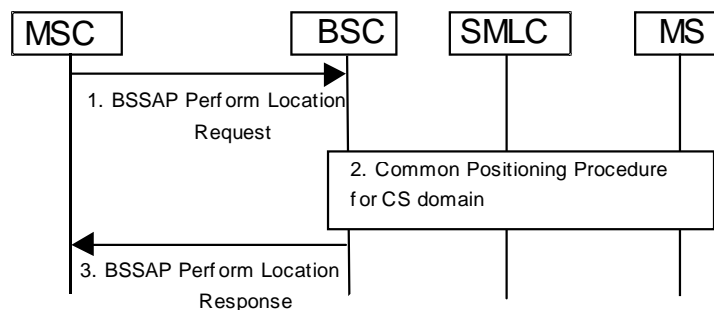 MSC
BSC
SMLC
MS
1. BSSAP Perform Location
Request
2. Common Positioning Procedure
for CS domain
3. BSSAP Perform Location
Response